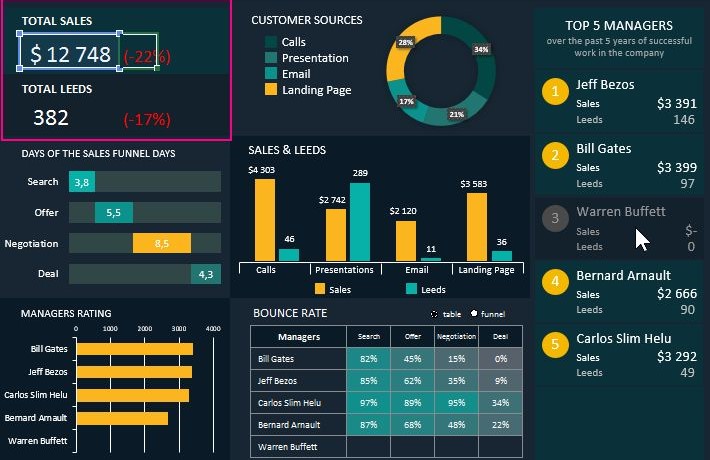 TOTAL SALES
$ 12 748 (-22%)
TOTAL LEEDS
382 (-17%)
CUSTOMER SOURCES
Calls
Presentation
Email
Landing Page
28%
34%
17%
21%
TOP 5 MANAGERS
over the past 5 years of successful
work in the company
1 Jeff Bezos
Sales $3 391
Leeds 146
2 Bill Gates
Sales $3 399
Leeds 97
3 Warren Buffett
Sales $-
Leeds 0
4 Bernard Arnault
Sales $2 666
Leeds 90
5 Carlos Slim Helu
Sales $3 292
Leeds 49
DAYS OF THE SALES FUNNEL DAYS
Search 3,8
Offer 5,5
Negotiation 8,5
Deal 4,3
SALES & LEEDS
$4 303 46
$2 742 289
$2 120 11
$3 583 36
Calls Presentations Email Landing Page
Sales Leeds
MANAGERS RATING
0 1000 2000 3000 4000
Bill Gates
Jeff Bezos
Carlos Slim Helu
Bernard Arnault
Warren Buffett
BOUNCE RATE table funnel
Managers Search Offer Negotiation Deal
Bill Gates 82% 45% 15% 0%
Jeff Bezos 85% 62% 35% 9%
Carlos Slim Helu 97% 89% 95% 34%
Bernard Arnault 87% 68% 48% 22%
Warren Buffett